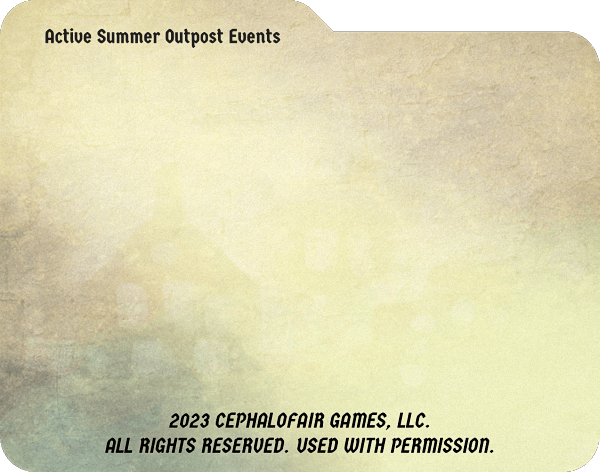 Active Summer Outpost Events
2023 CEPHALOFAIR GAMES, LLC.
ALL RIGHTS RESERVED. USED WITH PERMISSION.